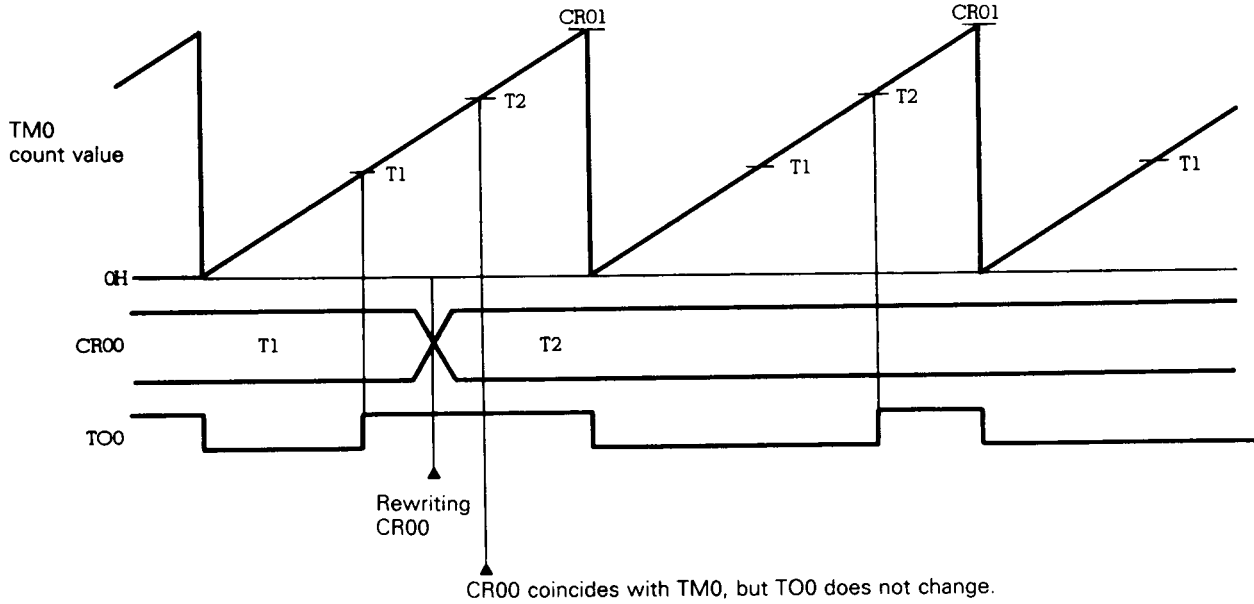 CR01
CR01
T2
T2
TM0
count value
T1
T1
T1
0H
CR00
T1
T2
TO0
Rewriting
CR00
CR00 coincides with TM0, but TO0 does not change.